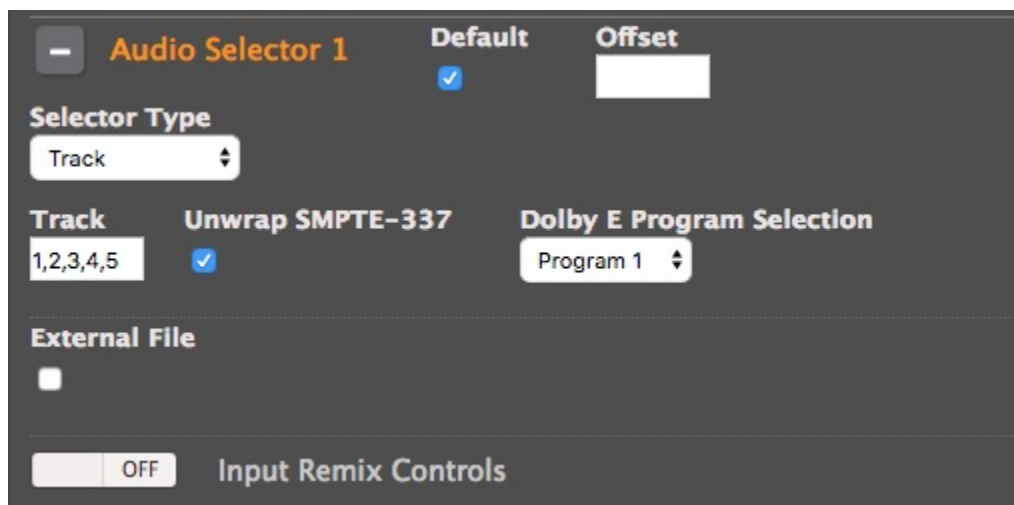 Audio Selector 1 Default Offset
Selector Type
Track
Track Unwrap SMPTE-337 Dolby E Program Selection
1,2,3,4,5 Program 1
External File
OFF Input Remix Controls